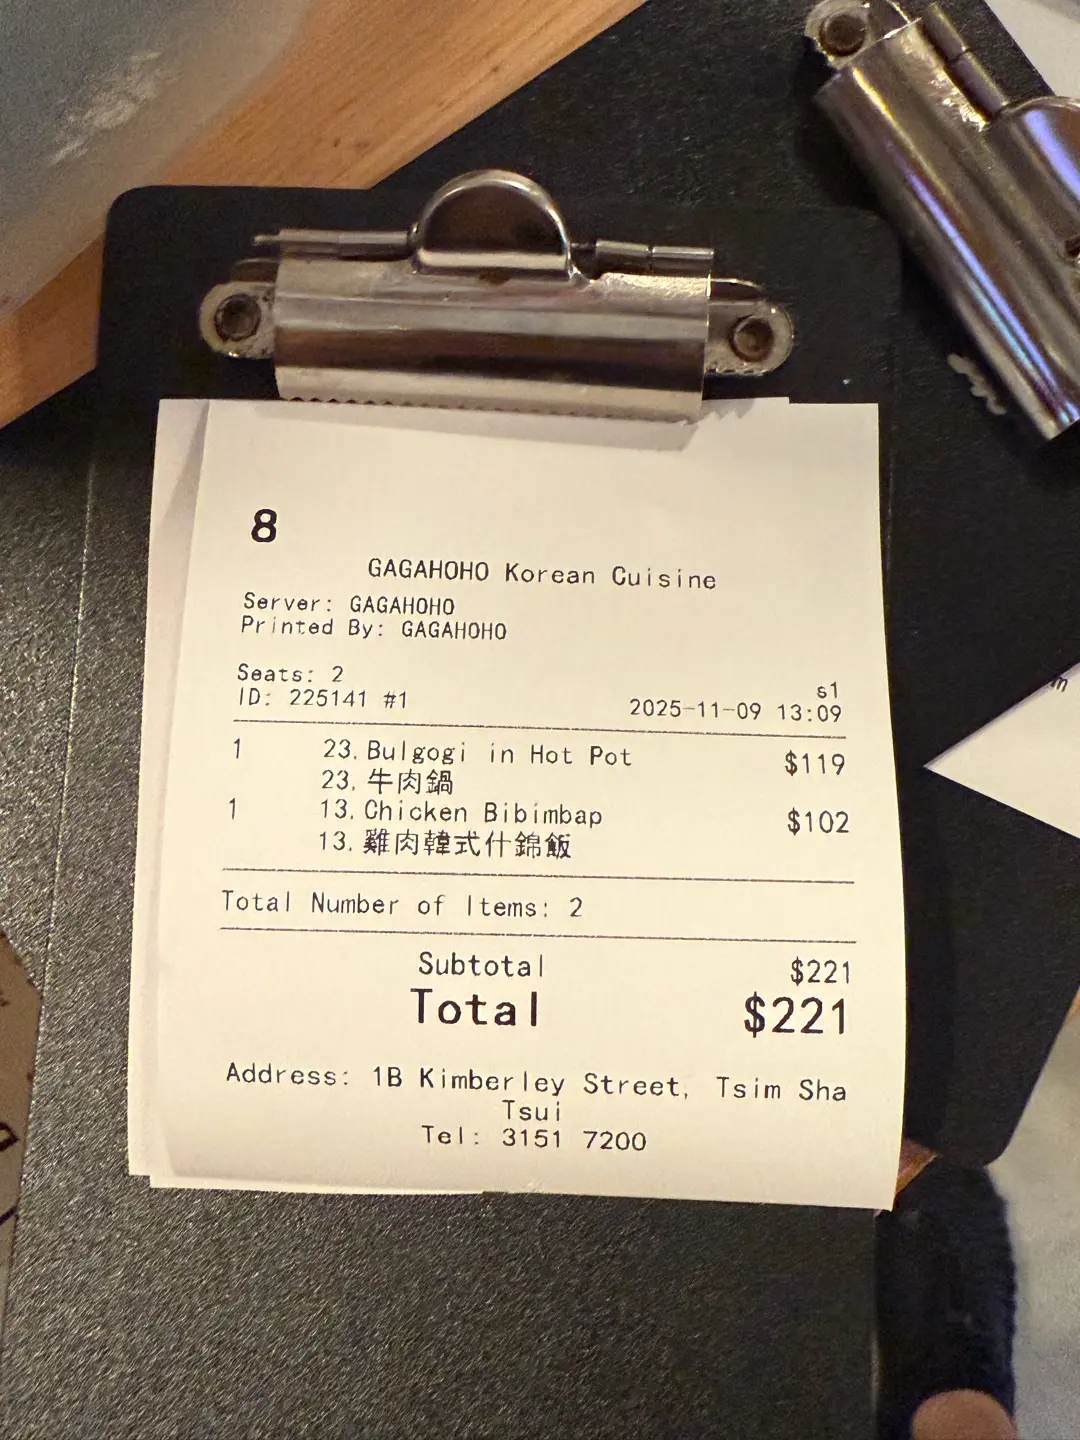 8
GAGAHOHO Korean Cuisine
Server: GAGAHOHO
Printed By: GAGAHOHO
Seats: 2
s1
ID: 225141 #1 2025-11-09 13:09
1 23. Bulgogi in Hot Pot $119
23. 牛肉鍋
1 13. Chicken Bibimbap $102
13. 雞肉韓式什錦飯
Total Number of Items: 2
Subtotal $221
Total $221
Address: 1B Kimberley Street, Tsim Sha
Tsui
Tel: 3151 7200